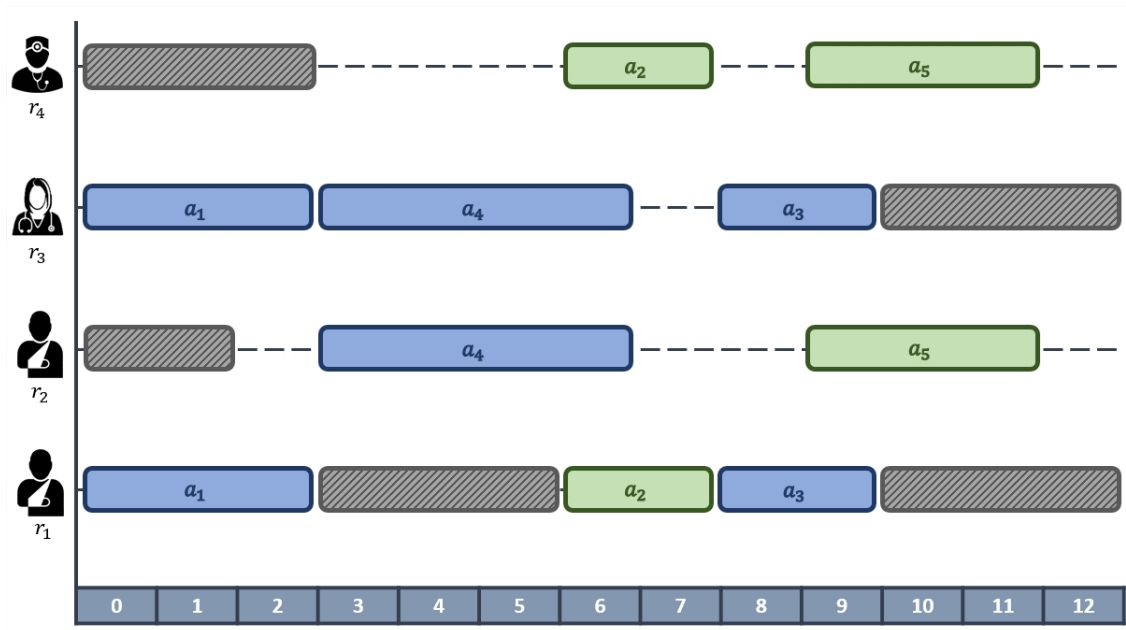 a₂ a₅
r₄
a₁ a₄ a₃
r₃
a₄ a₅
r₂
a₁ a₂ a₃
r₁
0 1 2 3 4 5 6 7 8 9 10 11 12